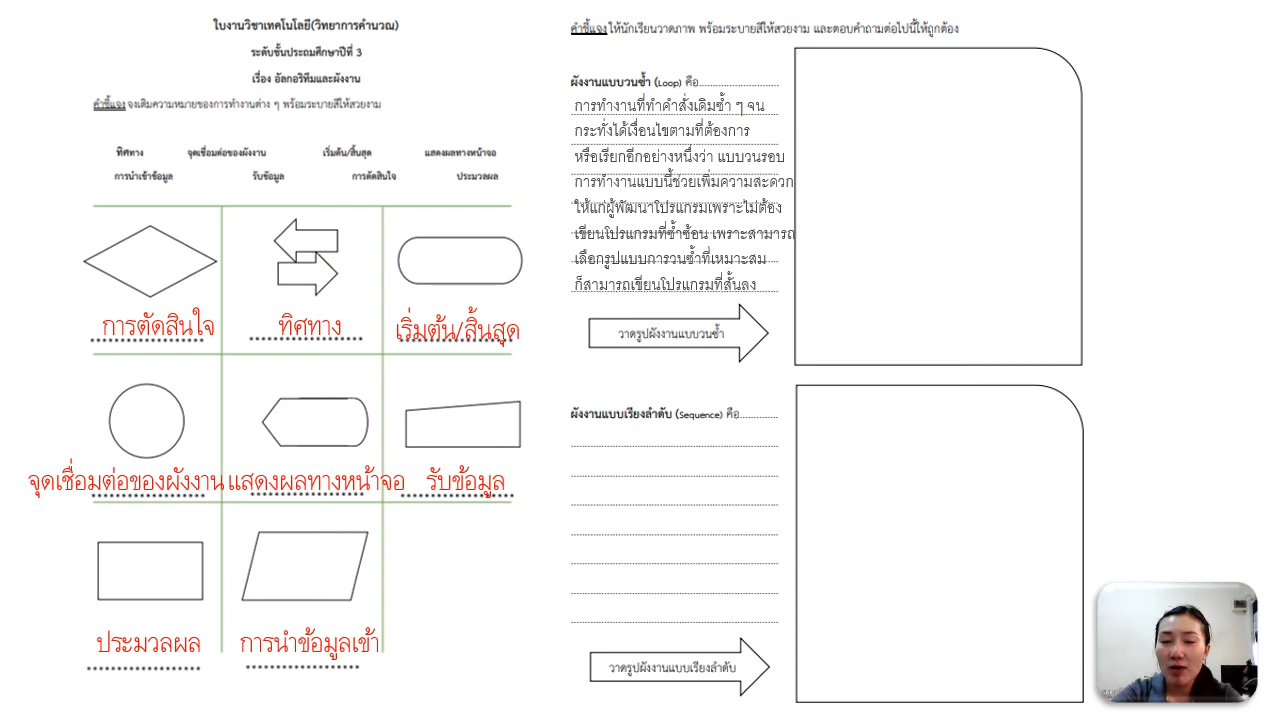 ใบงานวิชาเทคโนโลยี(วิทยาการคำนวณ)
ระดับชั้นประถมศึกษาปีที่ 3
เรื่อง อัลกอริทึมและผังงาน
คำชี้แจง จงเติมความหมายของการทำงานต่าง ๆ พร้อมระบายสีให้สวยงาม
ทิศทาง จุดเชื่อมต่อของผังงาน เริ่มต้น/สิ้นสุด แสดงผลทางหน้าจอ
การนำเข้าข้อมูล รับข้อมูล การตัดสินใจ ประมวลผล
การตัดสินใจ ทิศทาง เริ่มต้น/สิ้นสุด
จุดเชื่อมต่อของผังงาน แสดงผลทางหน้าจอ รับข้อมูล
ประมวลผล การนำข้อมูลเข้า
คำชี้แจง ให้นักเรียนวาดภาพ พร้อมระบายสีให้สวยงาม และตอบคำถามต่อไปนี้ให้ถูกต้อง
ผังงานแบบวนซ้ำ (Loop) คือ
การทำงานที่ทำคำสั่งเดิมซ้ำ ๆ จน
กระทั่งได้เงื่อนไขตามที่ต้องการ
หรือเรียกอีกอย่างหนึ่งว่า แบบวนรอบ
การทำงานแบบนี้ช่วยเพิ่มความสะดวก
ให้แก่ผู้พัฒนาโปรแกรมเพราะไม่ต้อง
เขียนโปรแกรมที่ซ้ำซ้อน เพราะสามารถ
เลือกรูปแบบการวนซ้ำที่เหมาะสม
ก็สามารถเขียนโปรแกรมที่สั้นลง
วาดรูปผังงานแบบวนซ้ำ
ผังงานแบบเรียงลำดับ (Sequence) คือ
วาดรูปผังงานแบบเรียงลำดับ